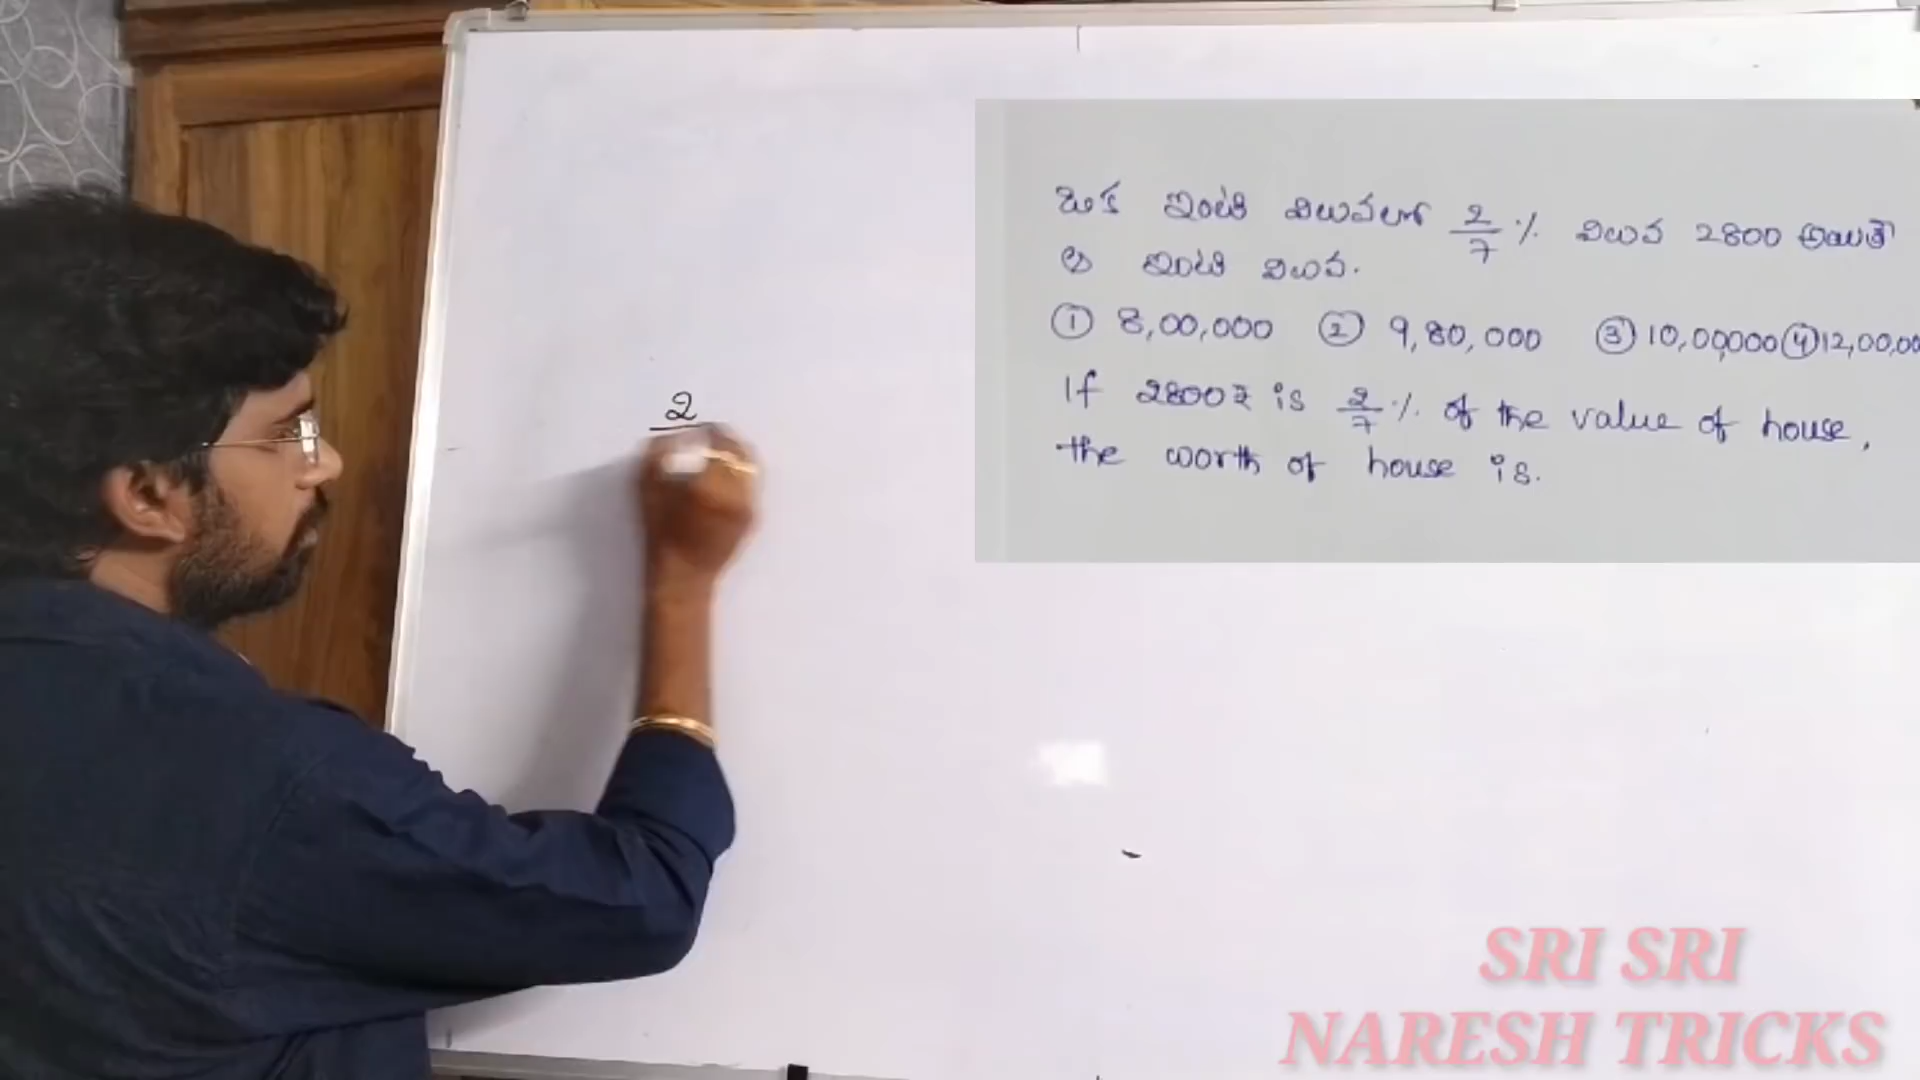 ఒక ఇంటి విలువలో 2/7 % విలువ 2800 అయితే
ఆ ఇంటి విలువ.
① 8,00,000 ② 9,80,000 ③ 10,00,000 ④ 12,00,00
If 2800₹ is 2/7 % of the value of house,
the worth of house is.
2
SRI SRI
NARESH TRICKS